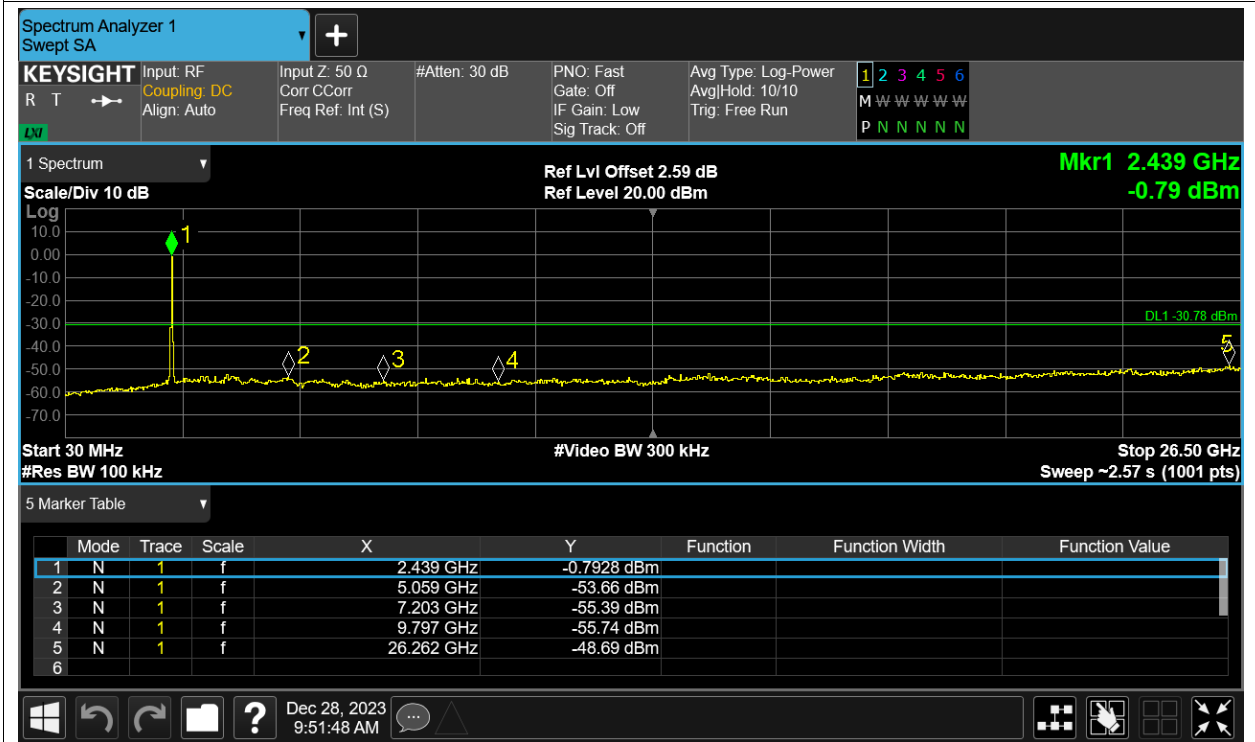 Spectrum Analyzer 1
Swept SA
+
KEYSIGHT
R T
LXI
Input: RF
Coupling: DC
Align: Auto
Input Z: 50 Ω
Corr CCorr
Freq Ref: Int (S)
#Atten: 30 dB
PNO: Fast
Gate: Off
IF Gain: Low
Sig Track: Off
Avg Type: Log-Power
Avg|Hold: 10/10
Trig: Free Run
1 2 3 4 5 6
M W W W W W
P N N N N N
1 Spectrum
Scale/Div 10 dB
Ref Lvl Offset 2.59 dB
Ref Level 20.00 dBm
Mkr1 2.439 GHz
-0.79 dBm
Log
10.0
0.00
-10.0
-20.0
-30.0
-40.0
-50.0
-60.0
-70.0
1
2
3
4
5
DL1 -30.78 dBm
Start 30 MHz
#Video BW 300 kHz
Stop 26.50 GHz
#Res BW 100 kHz
Sweep ~2.57 s (1001 pts)
5 Marker Table
Mode Trace Scale X Y Function Function Width Function Value
1 N 1 f 2.439 GHz -0.7928 dBm
2 N 1 f 5.059 GHz -53.66 dBm
3 N 1 f 7.203 GHz -55.39 dBm
4 N 1 f 9.797 GHz -55.74 dBm
5 N 1 f 26.262 GHz -48.69 dBm
6
?
Dec 28, 2023
9:51:48 AM